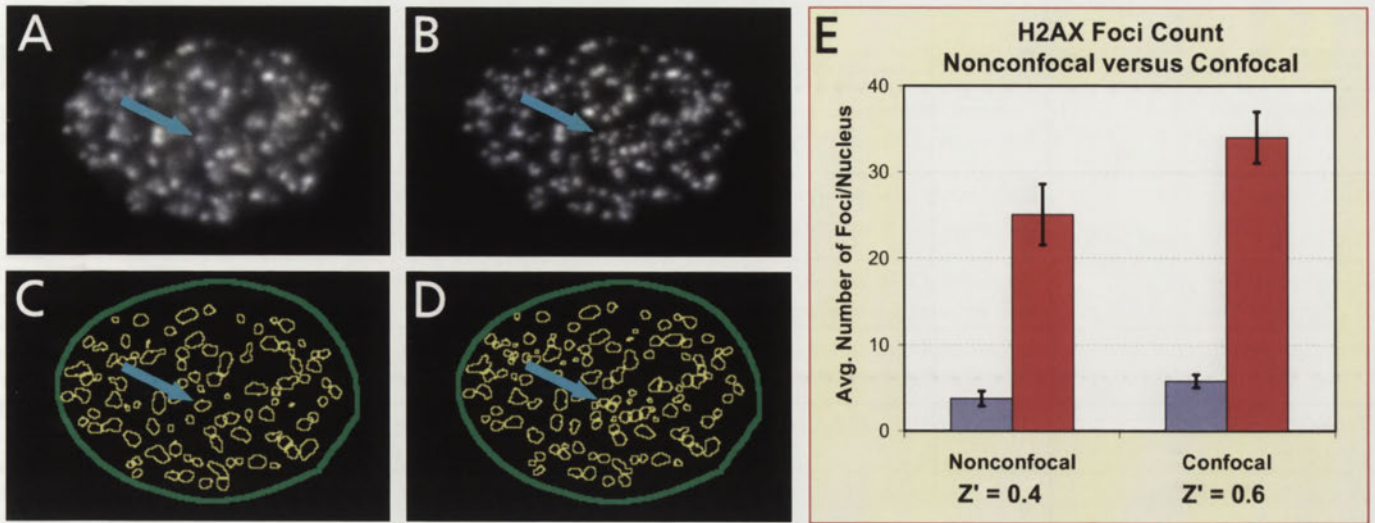 A
B
C
D
E
H2AX Foci Count
Nonconfocal versus Confocal
Avg. Number of Foci/Nucleus
40
30
20
10
0
Nonconfocal
Confocal
Z' = 0.4
Z' = 0.6